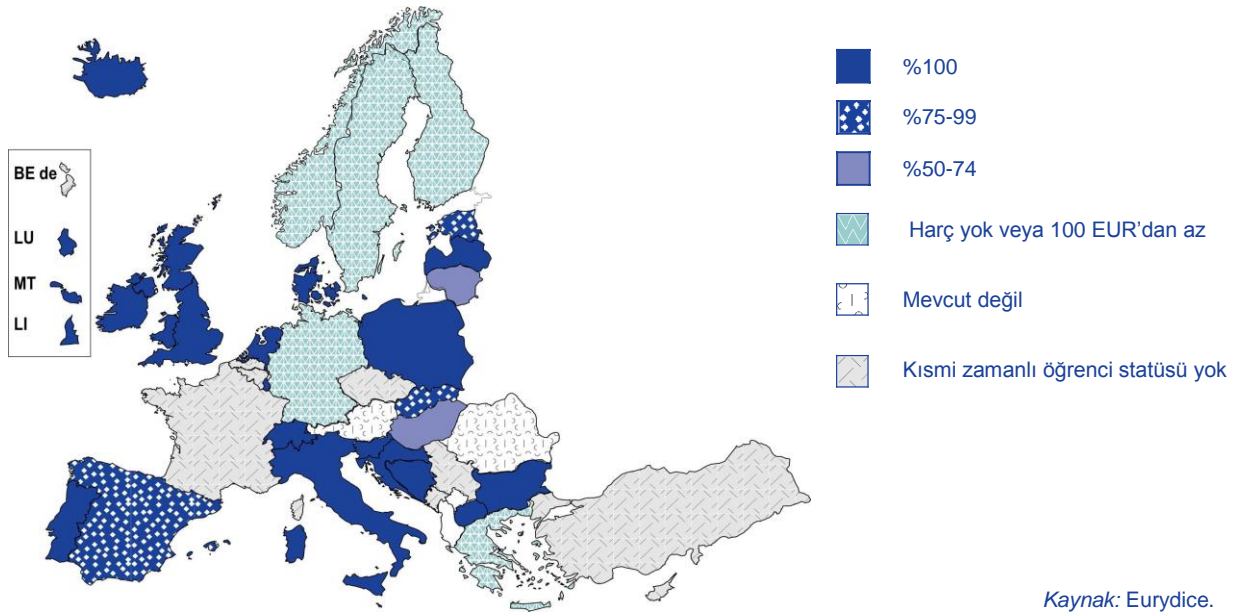 BE de
LU
MT
LI
%100
%75-99
%50-74
Harç yok veya 100 EUR’dan az
Mevcut değil
Kısmi zamanlı öğrenci statüsü yok
Kaynak: Eurydice.